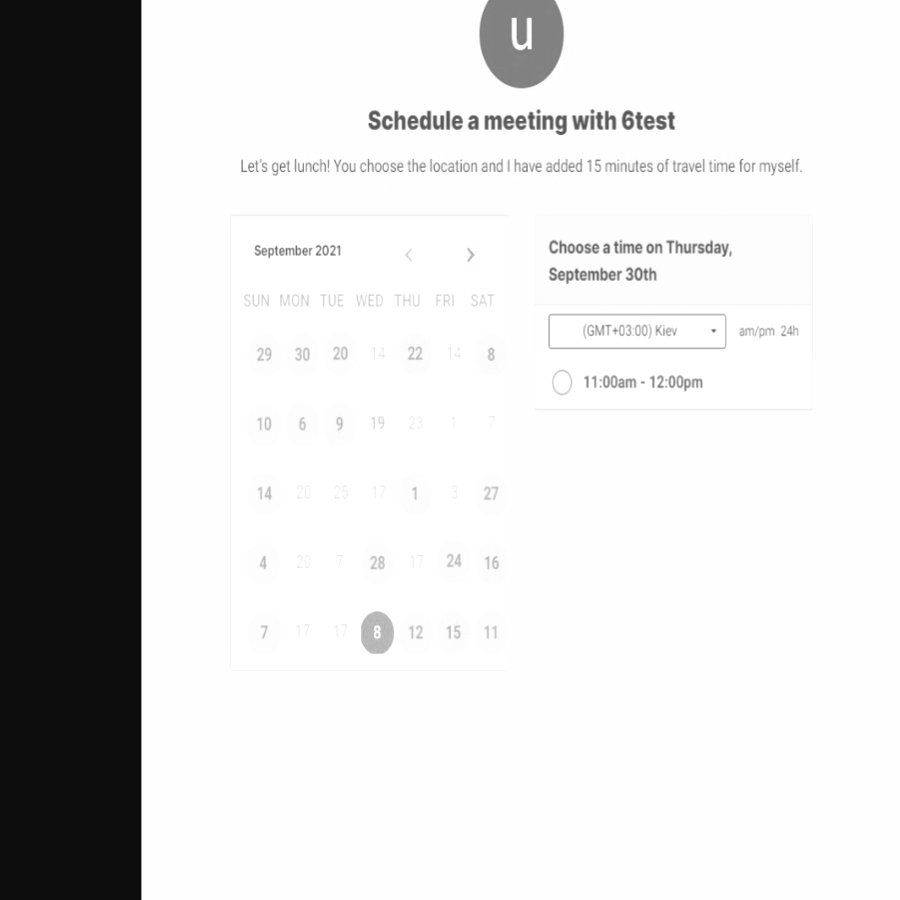 u
Schedule a meeting with 6test
Let's get lunch! You choose the location and I have added 15 minutes of travel time for myself.
September 2021
SUN MON TUE WED THU FRI SAT
29 30 20 14 22 14 8
10 6 9 19 23 1 7
14 20 25 17 1 3 27
4 20 7 28 17 24 16
7 17 17 8 12 15 11
Choose a time on Thursday,
September 30th
(GMT+03:00) Kiev am/pm 24h
11:00am - 12:00pm